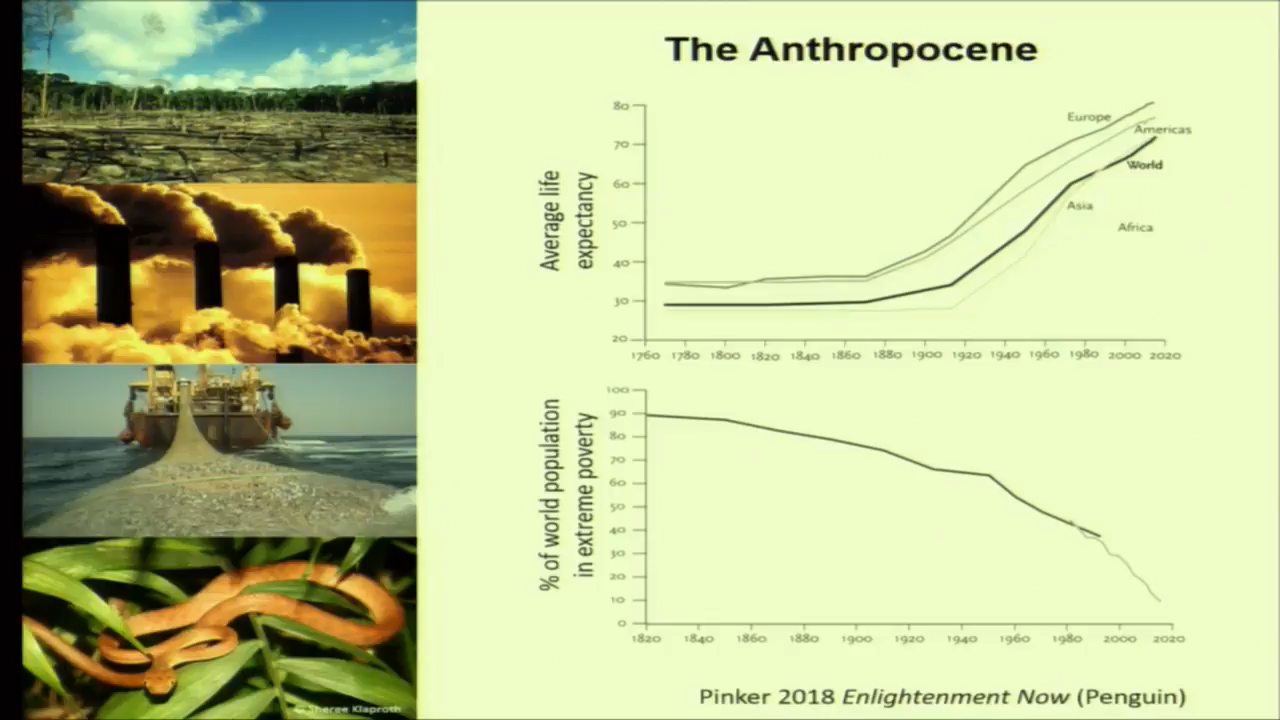 The Anthropocene
Average life
expectancy
80
70
60
50
40
30
20
1760 1780 1800 1820 1840 1860 1880 1900 1920 1940 1960 1980 2000 2020
Europe
Americas
World
Asia
Africa
% of world population
in extreme poverty
100
90
80
70
60
50
40
30
20
10
0
1820 1840 1860 1880 1900 1920 1940 1960 1980 2000 2020
Pinker 2018 Enlightenment Now (Penguin)
© Sheree Klaproth